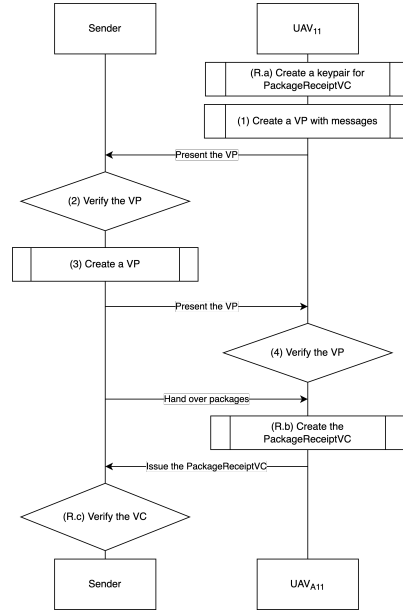 Sender
UAV11
(R.a) Create a keypair for
PackageReceiptVC
(1) Create a VP with messages
Present the VP
(2) Verify the VP
(3) Create a VP
Present the VP
(4) Verify the VP
Hand over packages
(R.b) Create the
PackageReceiptVC
Issue the PackageReceiptVC
(R.c) Verify the VC
Sender
UAVA11